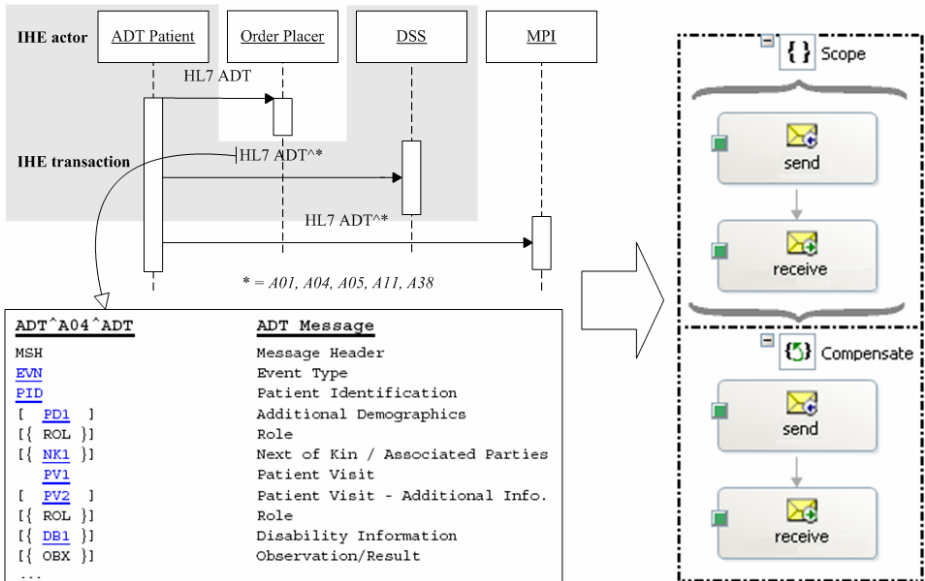 IHE actor
ADT Patient
Order Placer
DSS
MPI
HL7 ADT
IHE transaction
HL7 ADT^*
HL7 ADT^*
* = A01, A04, A05, A11, A38
ADT^A04^ADT ADT Message
MSH Message Header
EVN Event Type
PID Patient Identification
[ PD1 ] Additional Demographics
[{ ROL }] Role
[{ NK1 }] Next of Kin / Associated Parties
PV1 Patient Visit
[ PV2 ] Patient Visit - Additional Info.
[{ ROL }] Role
[{ DB1 }] Disability Information
[{ OBX }] Observation/Result
...
{ } Scope
send
receive
{ } Compensate
send
receive